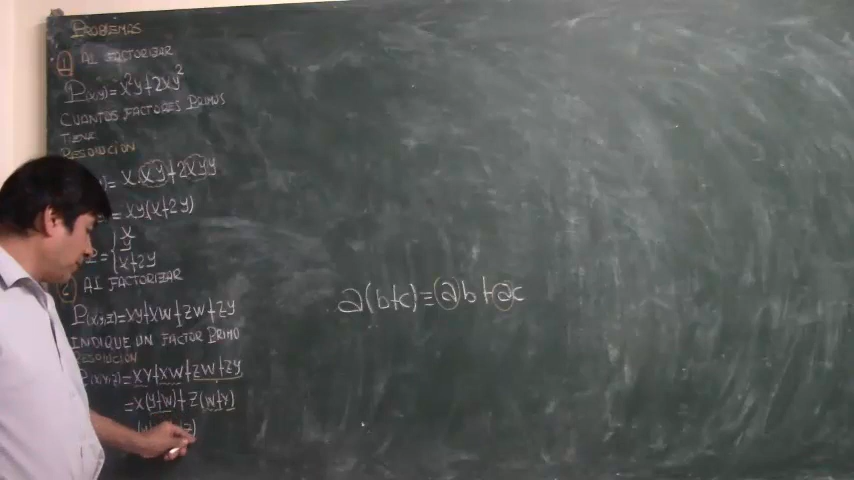 PROBLEMAS
1 AL FACTORIZAR
P(x,y)=x²y+2xy²
CUANTOS FACTORES PRIMOS
TIENE
RESOLUCIÓN
)= x.xy+2xyy
= xy(x+2y)
= { x
y
x+2y
2 AL FACTORIZAR
P(x,y,z)=xy+xw+zw+zy
INDIQUE UN FACTOR PRIMO
RESOLUCIÓN
P(x,y,z)=xy+xw+zw+zy
=x(y+w)+z(w+y)
z)
a(b+c)=ab+ac